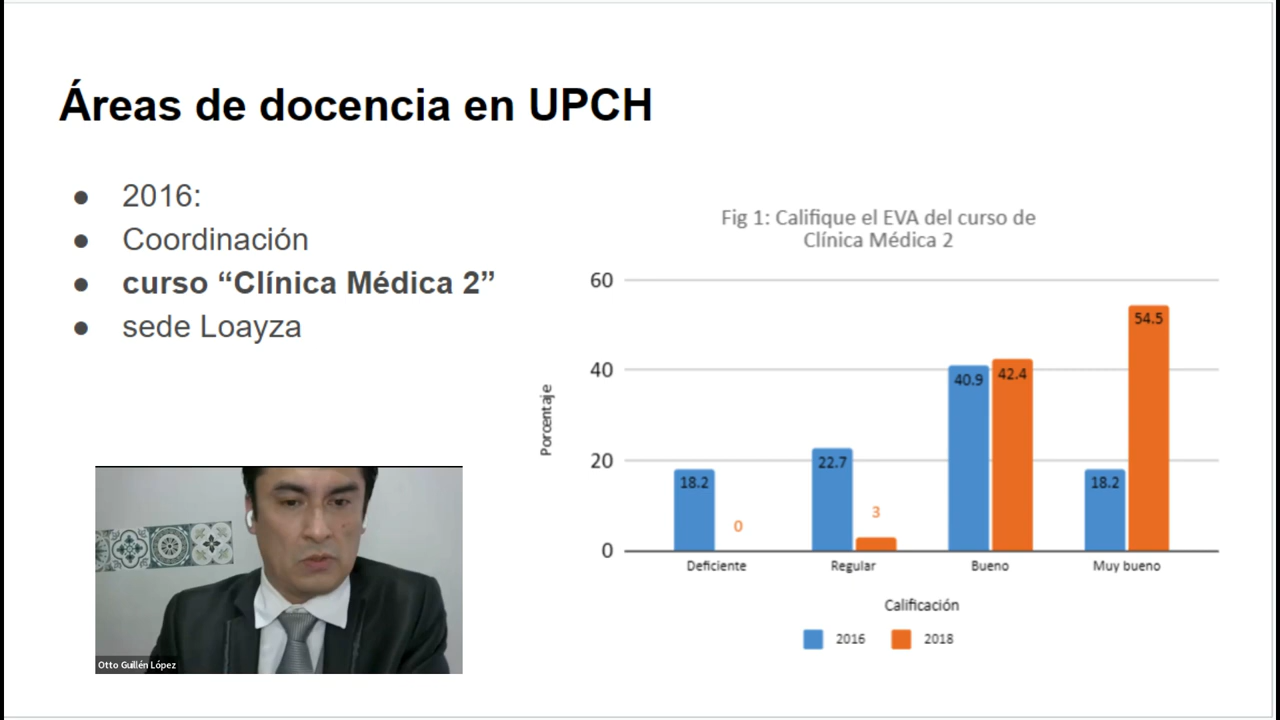 Áreas de docencia en UPCH
● 2016:
● Coordinación
● curso “Clínica Médica 2”
● sede Loayza
Fig 1: Califique el EVA del curso de
Clínica Médica 2
Porcentaje
60
40
20
0
18.2
0
22.7
3
40.9
42.4
18.2
54.5
Deficiente
Regular
Bueno
Muy bueno
Calificación
2016
2018
Otto Guillén López